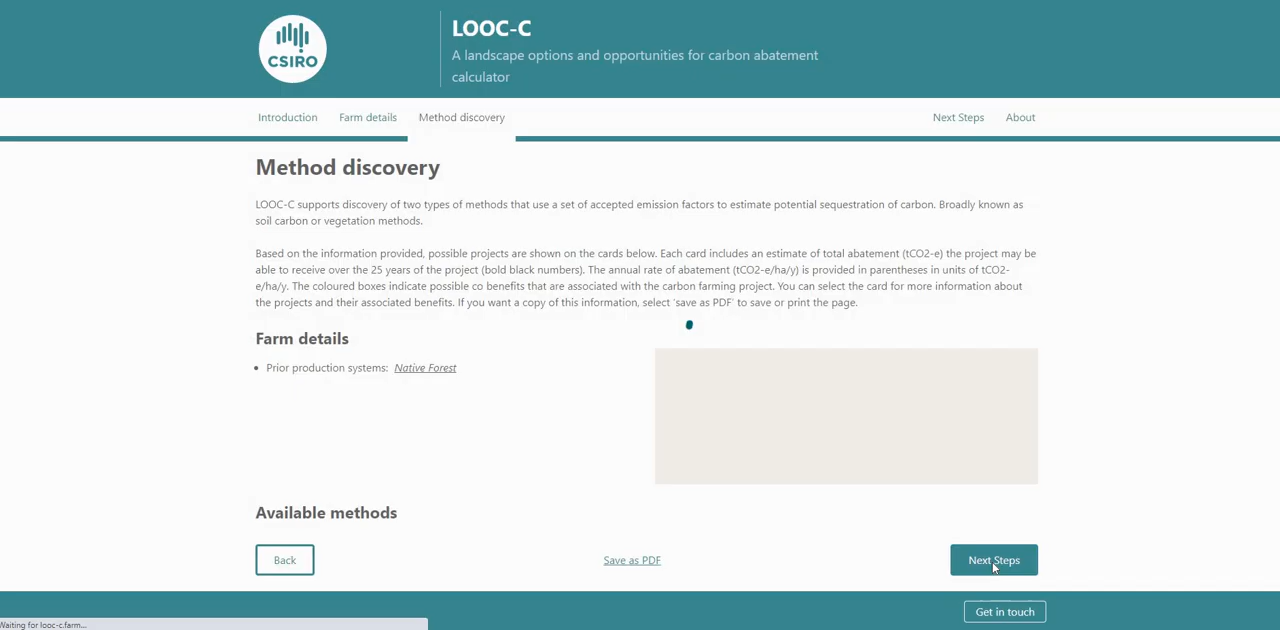 CSIRO
LOOC-C
A landscape options and opportunities for carbon abatement
calculator
Introduction
Farm details
Method discovery
Next Steps
About
Method discovery
LOOC-C supports discovery of two types of methods that use a set of accepted emission factors to estimate potential sequestration of carbon. Broadly known as
soil carbon or vegetation methods.
Based on the information provided, possible projects are shown on the cards below. Each card includes an estimate of total abatement (tCO2-e) the project may be
able to receive over the 25 years of the project (bold black numbers). The annual rate of abatement (tCO2-e/ha/y) is provided in parentheses in units of tCO2-
e/ha/y. The coloured boxes indicate possible co benefits that are associated with the carbon farming project. You can select the card for more information about
the projects and their associated benefits. If you want a copy of this information, select 'save as PDF' to save or print the page.
Farm details
• Prior production systems: Native Forest
Available methods
Back
Save as PDF
Next Steps
Get in touch
Waiting for looc-c.farm...